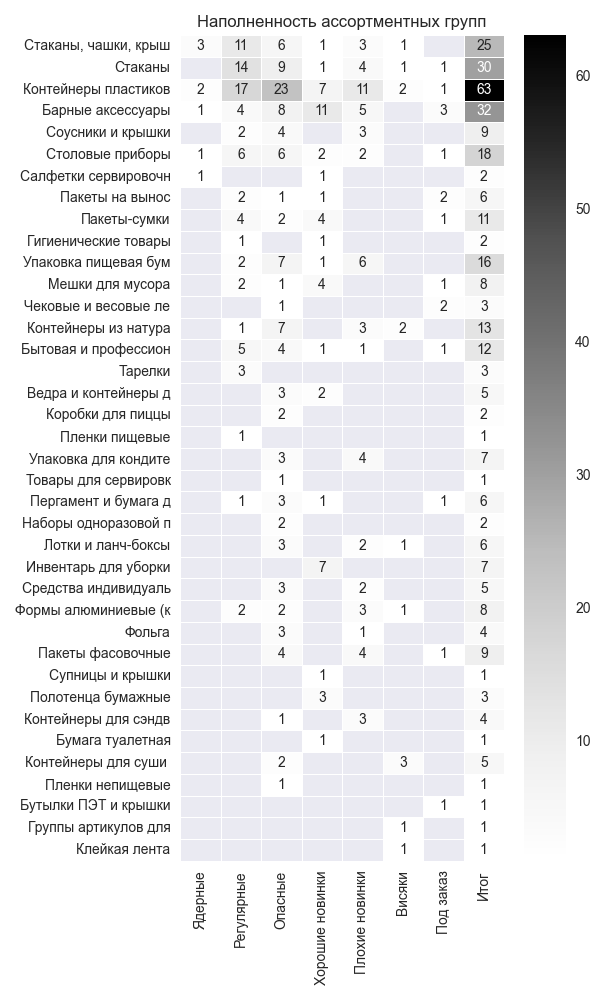 Наполненность ассортментных групп
Стаканы, чашки, крыш 3 11 6 1 3 1 25
Стаканы 14 9 1 4 1 1 30
Контейнеры пластиков 2 17 23 7 11 2 1 63
Барные аксессуары 1 4 8 11 5 3 32
Соусники и крышки 2 4 3 9
Столовые приборы 1 6 6 2 2 1 18
Салфетки сервировочн 1 1 2
Пакеты на вынос 2 1 1 2 6
Пакеты-сумки 4 2 4 1 11
Гигиенические товары 1 1 2
Упаковка пищевая бум 2 7 1 6 16
Мешки для мусора 2 1 4 1 8
Чековые и весовые ле 1 2 3
Контейнеры из натура 1 7 3 2 13
Бытовая и профессион 5 4 1 1 1 12
Тарелки 3 3
Ведра и контейнеры д 3 2 5
Коробки для пиццы 2 2
Пленки пищевые 1 1
Упаковка для кондите 3 4 7
Товары для сервировк 1 1
Пергамент и бумага д 1 3 1 1 6
Наборы одноразовой п 2 2
Лотки и ланч-боксы 3 2 1 6
Инвентарь для уборки 7 7
Средства индивидуаль 3 2 5
Формы алюминиевые (к 2 2 3 1 8
Фольга 3 1 4
Пакеты фасовочные 4 4 1 9
Супницы и крышки 1 1
Полотенца бумажные 3 3
Контейнеры для сэндв 1 3 4
Бумага туалетная 1 1
Контейнеры для суши 2 3 5
Пленки непищевые 1 1
Бутылки ПЭТ и крышки 1 1
Группы артикулов для 1 1
Клейкая лента 1 1
Ядерные
Регулярные
Опасные
Хорошие новинки
Плохие новинки
Висяки
Под заказ
Итог
60
50
40
30
20
10